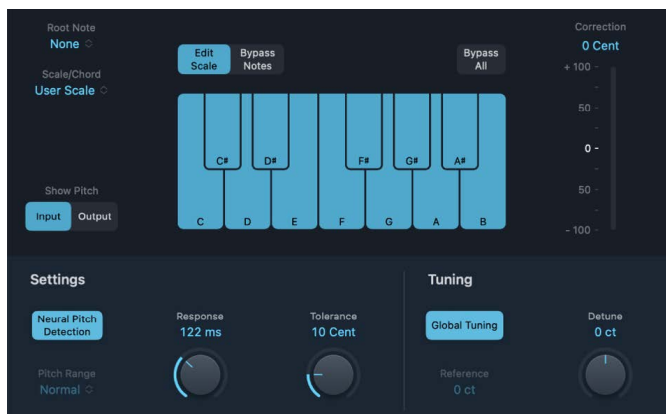 Root Note
None
Scale/Chord
User Scale
Edit
Scale
Bypass
Notes
Bypass
All
Correction
0 Cent
+ 100 -
50 -
0 -
50 -
- 100 -
C#
D#
F#
G#
A#
C
D
E
F
G
A
B
Show Pitch
Input
Output
Settings
Neural Pitch
Detection
Response
122 ms
Tolerance
10 Cent
Pitch Range
Normal
Tuning
Global Tuning
Detune
0 ct
Reference
0 ct